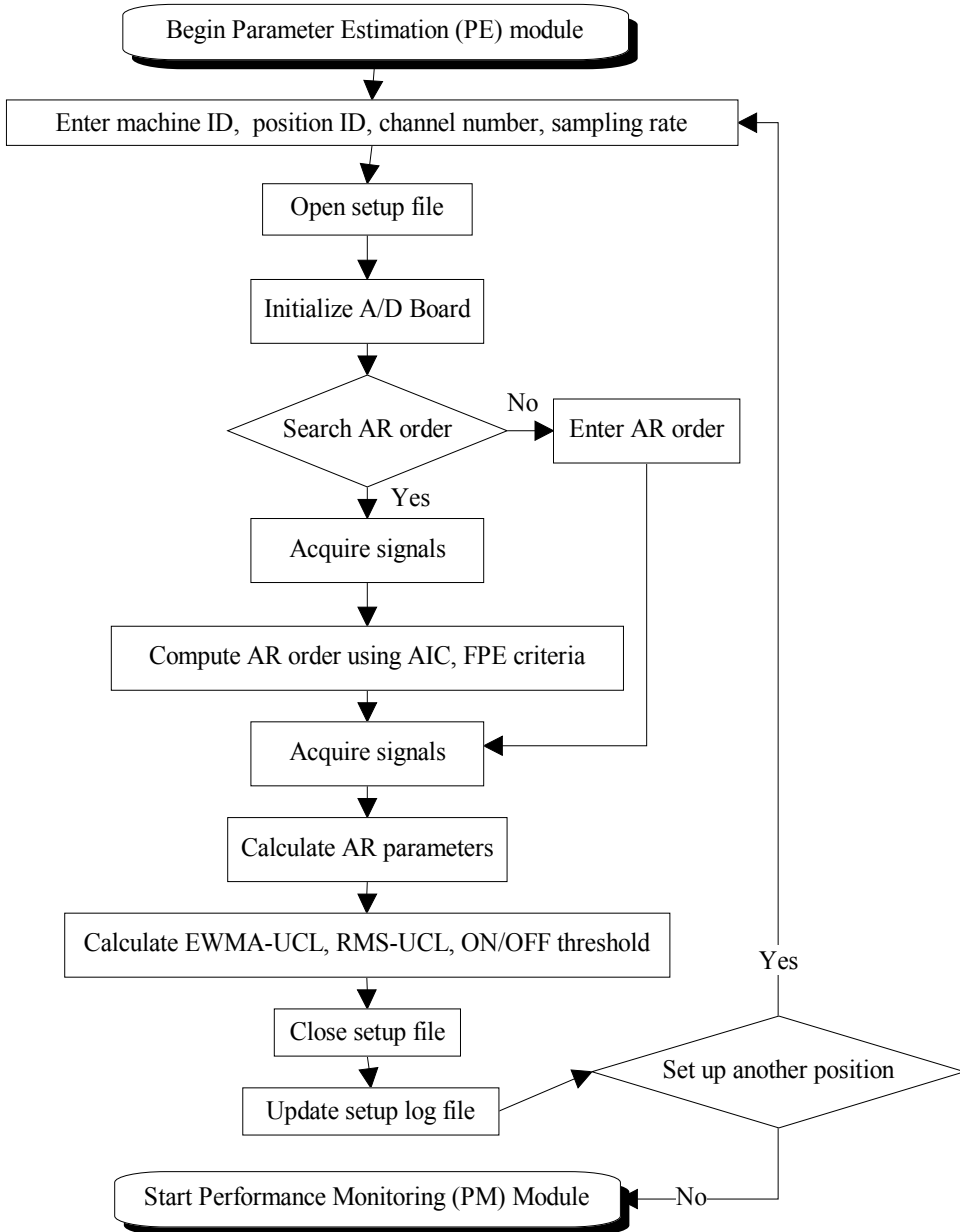 Begin Parameter Estimation (PE) module
Enter machine ID, position ID, channel number, sampling rate
Open setup file
Initialize A/D Board
Search AR order
No
Enter AR order
Yes
Acquire signals
Compute AR order using AIC, FPE criteria
Acquire signals
Calculate AR parameters
Calculate EWMA-UCL, RMS-UCL, ON/OFF threshold
Yes
Close setup file
Set up another position
Update setup log file
Start Performance Monitoring (PM) Module
No